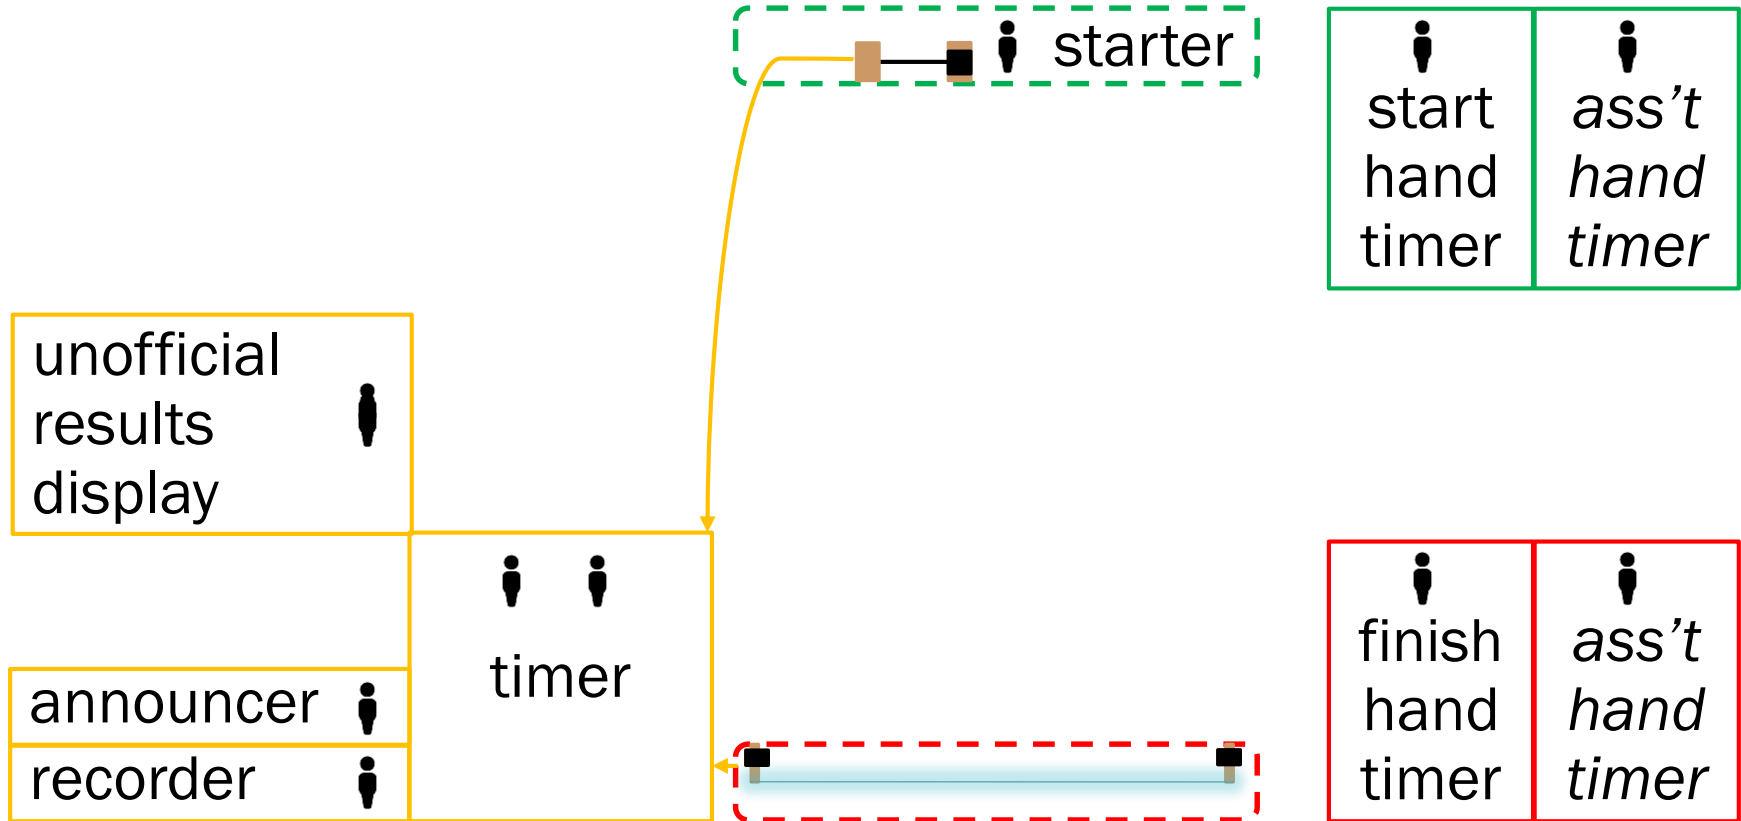 starter
start
hand
timer
ass’t
hand
timer
unofficial
results
display
timer
announcer
recorder
finish
hand
timer
ass’t
hand
timer